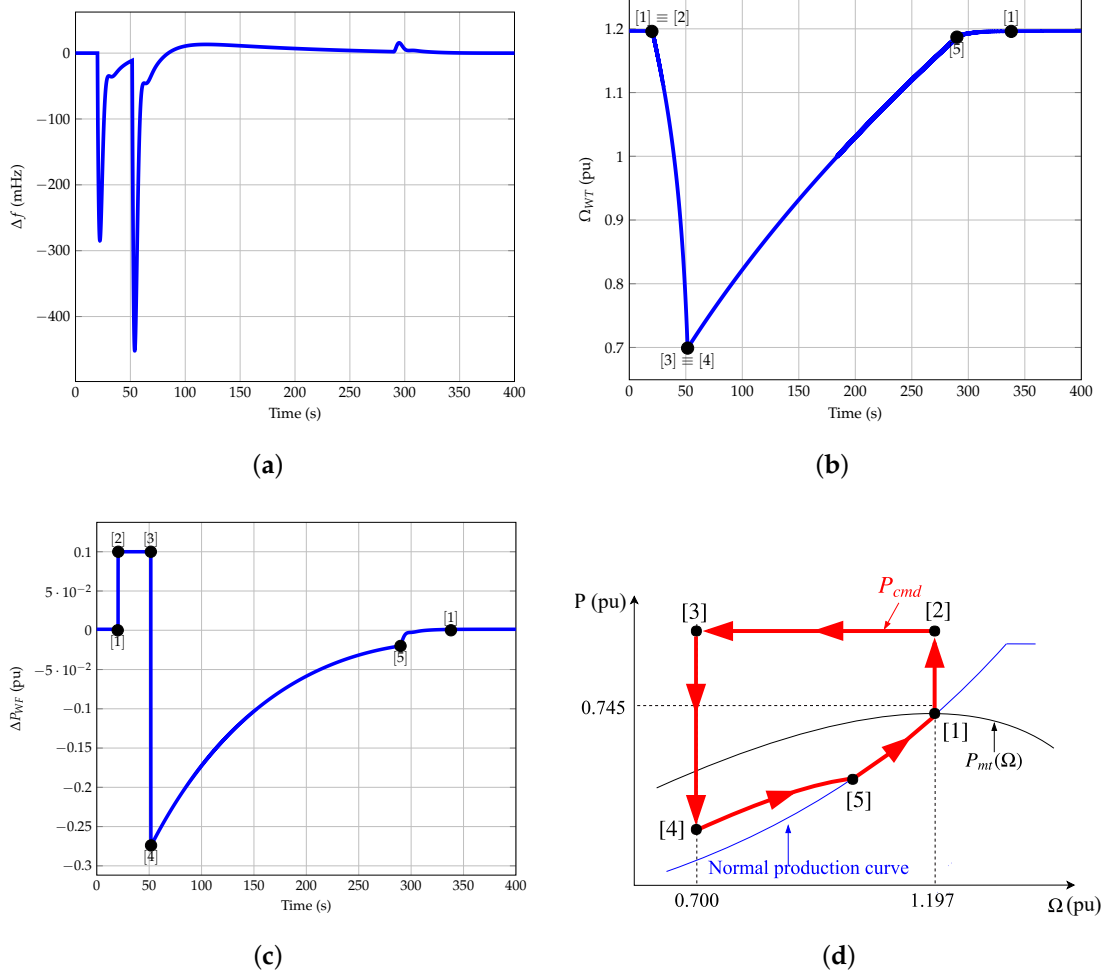 0
−100
−200
−300
−400
Δf (mHz)
0 50 100 150 200 250 300 350 400
Time (s)
(a)
1.2
1.1
1
0.9
0.8
0.7
Ω_WT (pu)
[1] ≡ [2]
[5]
[1]
[3] ≡ [4]
0 50 100 150 200 250 300 350 400
Time (s)
(b)
0.1
5 · 10⁻²
0
−5 · 10⁻²
−0.1
−0.15
−0.2
−0.25
−0.3
ΔP_WF (pu)
[2] [3]
[1]
[1]
[5]
[4]
0 50 100 150 200 250 300 350 400
Time (s)
(c)
P (pu)
P_cmd
[3]
[2]
0.745
[1]
P_mt(Ω)
[5]
[4]
Normal production curve
0.700
1.197
Ω (pu)
(d)